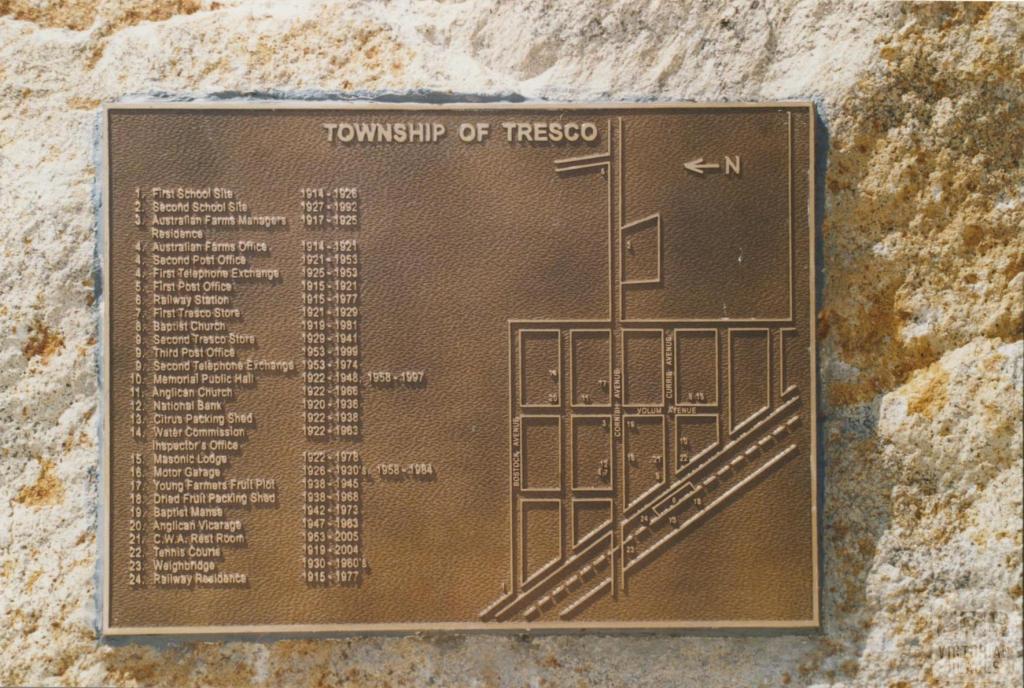 TOWNSHIP OF TRESCO
N
1. First School Site 1914 - 1926
2. Second School Site 1927 - 1992
3. Australian Farms Managers 1917 - 1925
Residence
4. Australian Farms Office 1914 - 1921
4. Second Post Office 1921 - 1953
4. First Telephone Exchange 1925 - 1953
5. First Post Office 1915 - 1921
6. Railway Station 1915 - 1977
7. First Tresco Store 1921 - 1929
8. Baptist Church 1919 - 1981
9. Second Tresco Store 1929 - 1941
9. Third Post Office 1953 - 1999
9. Second Telephone Exchange 1953 - 1974
10. Memorial Public Hall 1922 - 1948, 1958 - 1997
11. Anglican Church 1922 - 1966
12. National Bank 1920 - 1936
13. Citrus Packing Shed 1922 - 1938
14. Water Commission 1922 - 1963
Inspector's Office
15. Masonic Lodge 1922 - 1978
16. Motor Garage 1926 - 1930's, 1958 - 1984
17. Young Farmers Fruit Plot 1938 - 1945
18. Dried Fruit Packing Shed 1938 - 1968
19. Baptist Manse 1942 - 1973
20. Anglican Vicarage 1947 - 1963
21. C.W.A. Rest Room 1953 - 2005
22. Tennis Courts 1919 - 2004
23. Weighbridge 1930 - 1960's
24. Railway Residence 1915 - 1977
BOSTOCK AVENUE
CORNISH AVENUE
CURRIE AVENUE
YOLUM AVENUE
VICTORIAN